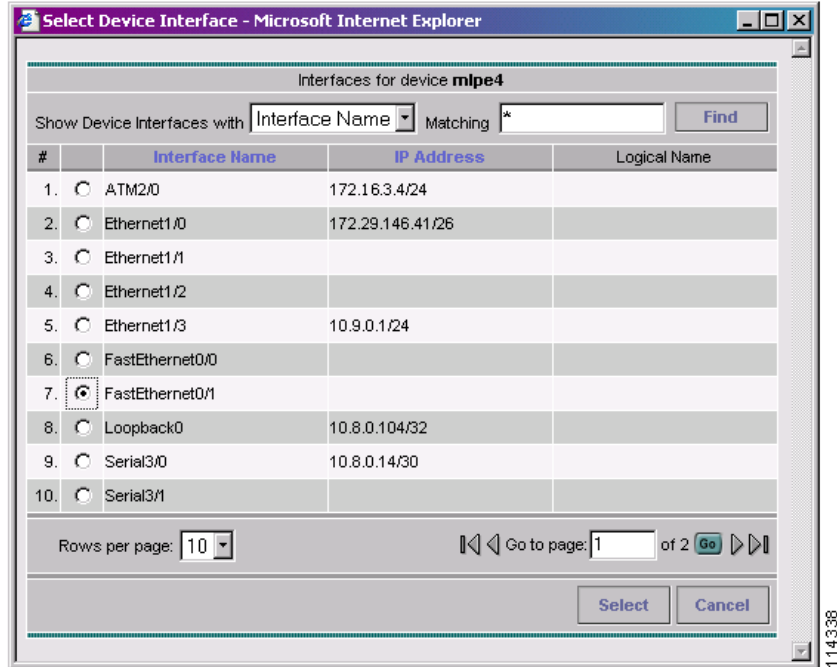 Select Device Interface - Microsoft Internet Explorer
Interfaces for device mlpe4
Show Device Interfaces with Interface Name Matching * Find
# Interface Name IP Address Logical Name
1. ATM2/0 172.16.3.4/24
2. Ethernet1/0 172.29.146.41/26
3. Ethernet1/1
4. Ethernet1/2
5. Ethernet1/3 10.9.0.1/24
6. FastEthernet0/0
7. FastEthernet0/1
8. Loopback0 10.8.0.104/32
9. Serial3/0 10.8.0.14/30
10. Serial3/1
Rows per page: 10 Go to page: 1 of 2 Go
Select Cancel
114338